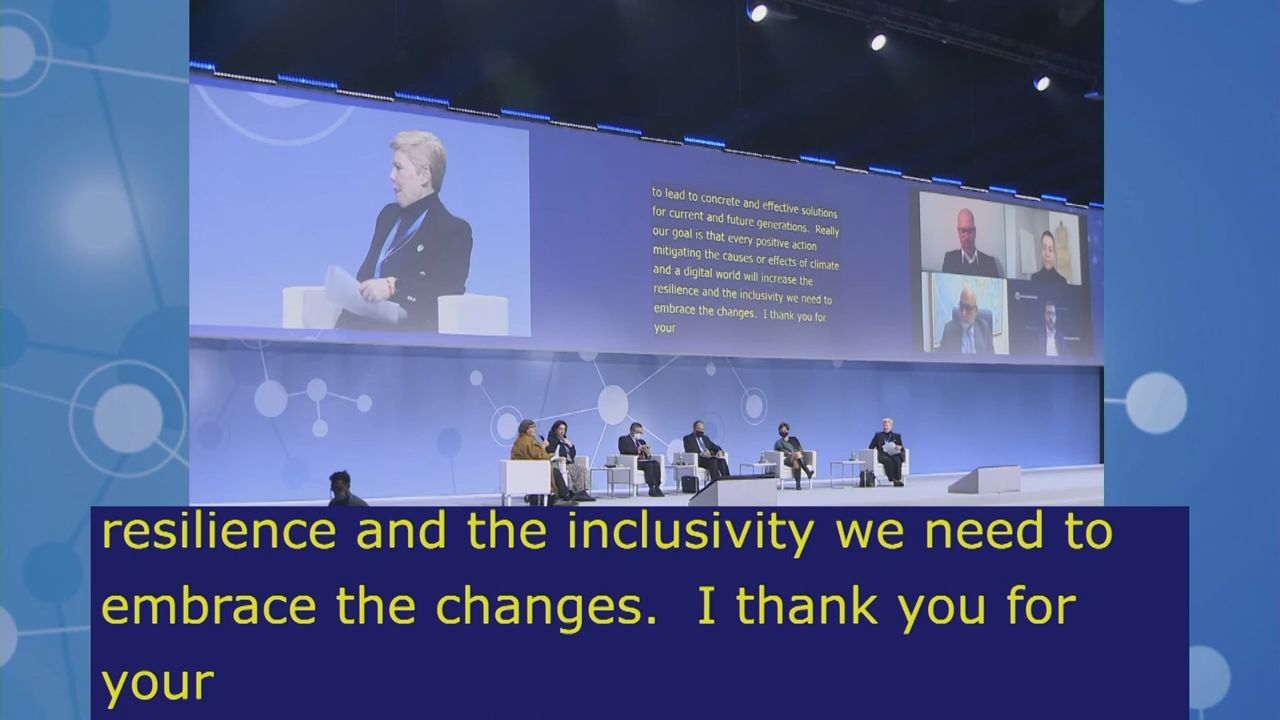 to lead to concrete and effective solutions
for current and future generations.  Really
our goal is that every positive action
mitigating the causes or effects of climate
and a digital world will increase the
resilience and the inclusivity we need to
embrace the changes.  I thank you for
your
resilience and the inclusivity we need to
embrace the changes.  I thank you for
your